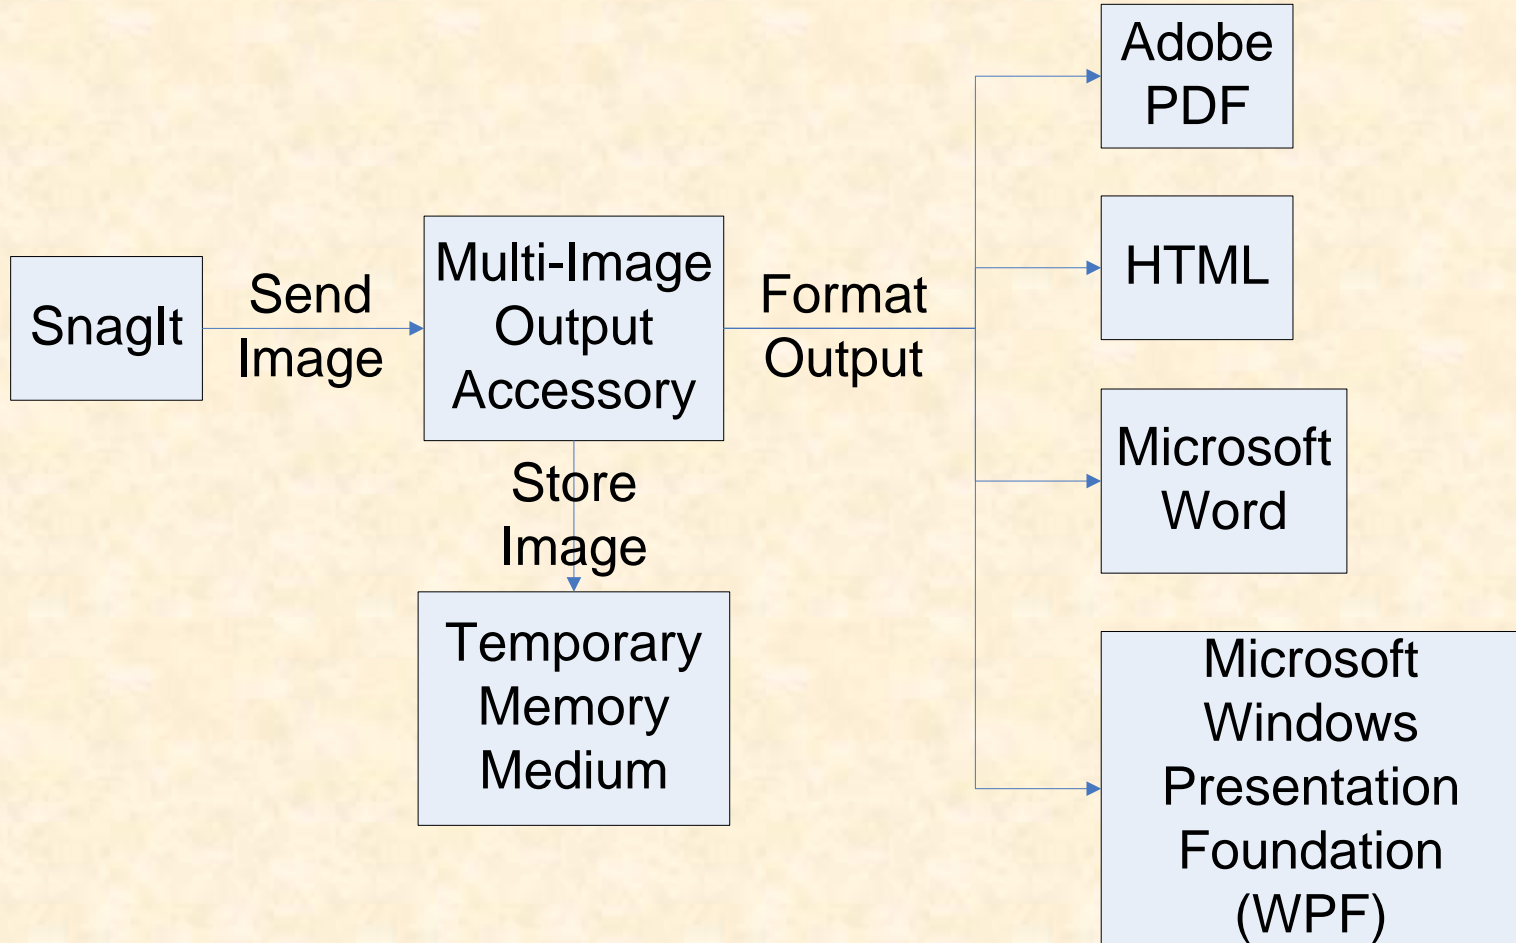 SnagIt
Send
Image
Multi-Image
Output
Accessory
Store
Image
Temporary
Memory
Medium
Format
Output
Adobe
PDF
HTML
Microsoft
Word
Microsoft
Windows
Presentation
Foundation
(WPF)